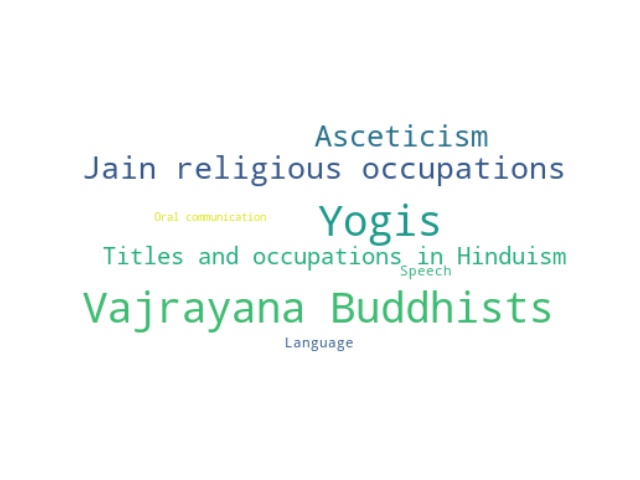 Asceticism
Jain religious occupations
Oral communication
Yogis
Titles and occupations in Hinduism
Speech
Vajrayana Buddhists
Language